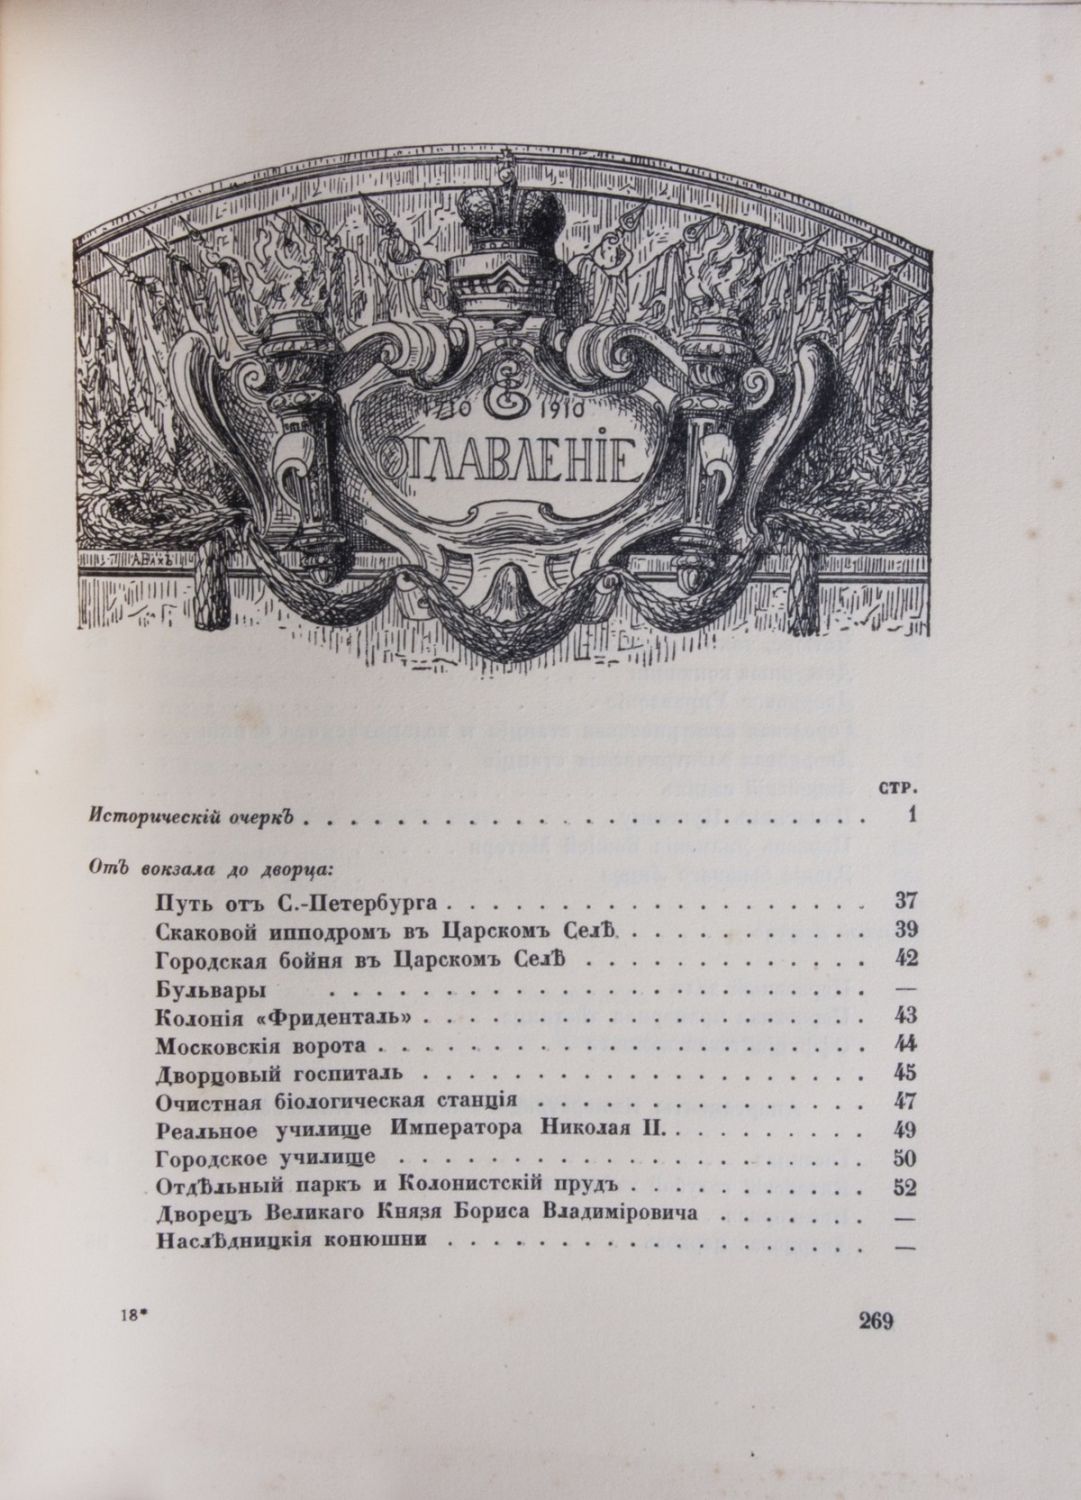 1710 1910
ОГЛАВЛЕНІЕ
А Вахъ
СТР.
Историческій очеркъ . . . . . . . . . . . . . . . . . . . . . . . . . 1
Отъ вокзала до дворца:
Путь отъ С.-Петербурга . . . . . . . . . . . . . . . . . . . 37
Скаковой ипподромъ въ Царскомъ Селѣ . . . . . . . . . . . 39
Городская бойня въ Царскомъ Селѣ . . . . . . . . . . . . . 42
Бульвары . . . . . . . . . . . . . . . . . . . . . . . . —
Колонія «Фриденталь» . . . . . . . . . . . . . . . . . . . . 43
Московскія ворота . . . . . . . . . . . . . . . . . . . . . . 44
Дворцовый госпиталь . . . . . . . . . . . . . . . . . . . . 45
Очистная біологическая станція . . . . . . . . . . . . . . . 47
Реальное училище Императора Николая II. . . . . . . . . . 49
Городское училище . . . . . . . . . . . . . . . . . . . . . 50
Отдѣльный паркъ и Колонистскій прудъ . . . . . . . . . . . 52
Дворецъ Великаго Князя Бориса Владиміровича . . . . . . . —
Наслѣдницкія конюшни . . . . . . . . . . . . . . . . . . . —
18*
269